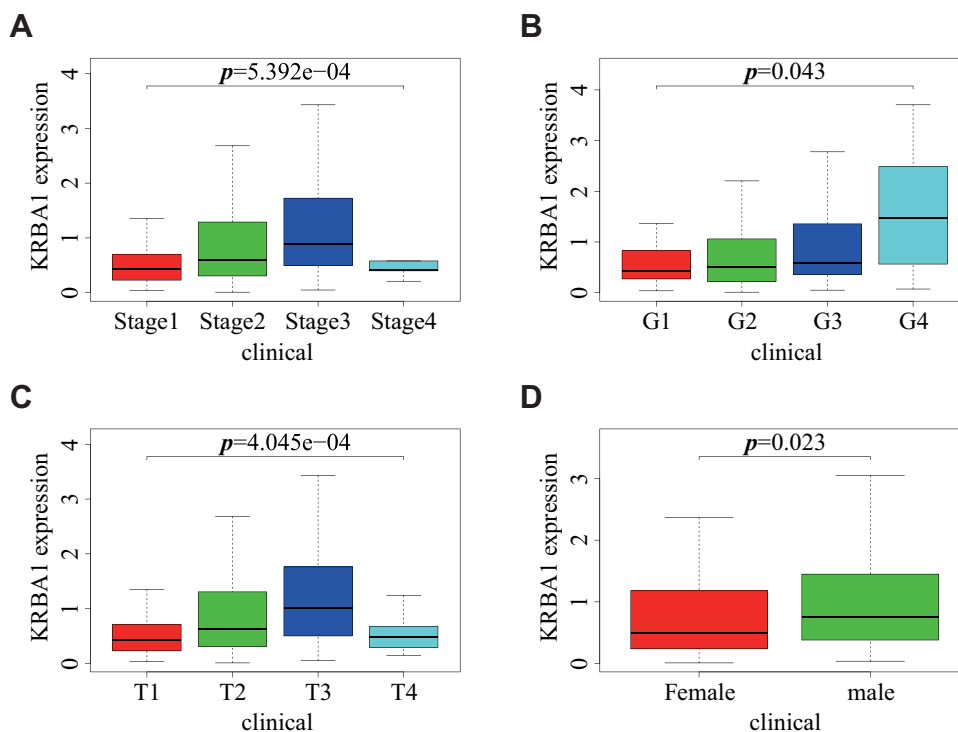 A
p=5.392e−04
KRBA1 expression
4
3
2
1
0
Stage1 Stage2 Stage3 Stage4
clinical
B
p=0.043
KRBA1 expression
4
3
2
1
0
G1 G2 G3 G4
clinical
C
p=4.045e−04
KRBA1 expression
4
3
2
1
0
T1 T2 T3 T4
clinical
D
p=0.023
KRBA1 expression
3
2
1
0
Female male
clinical